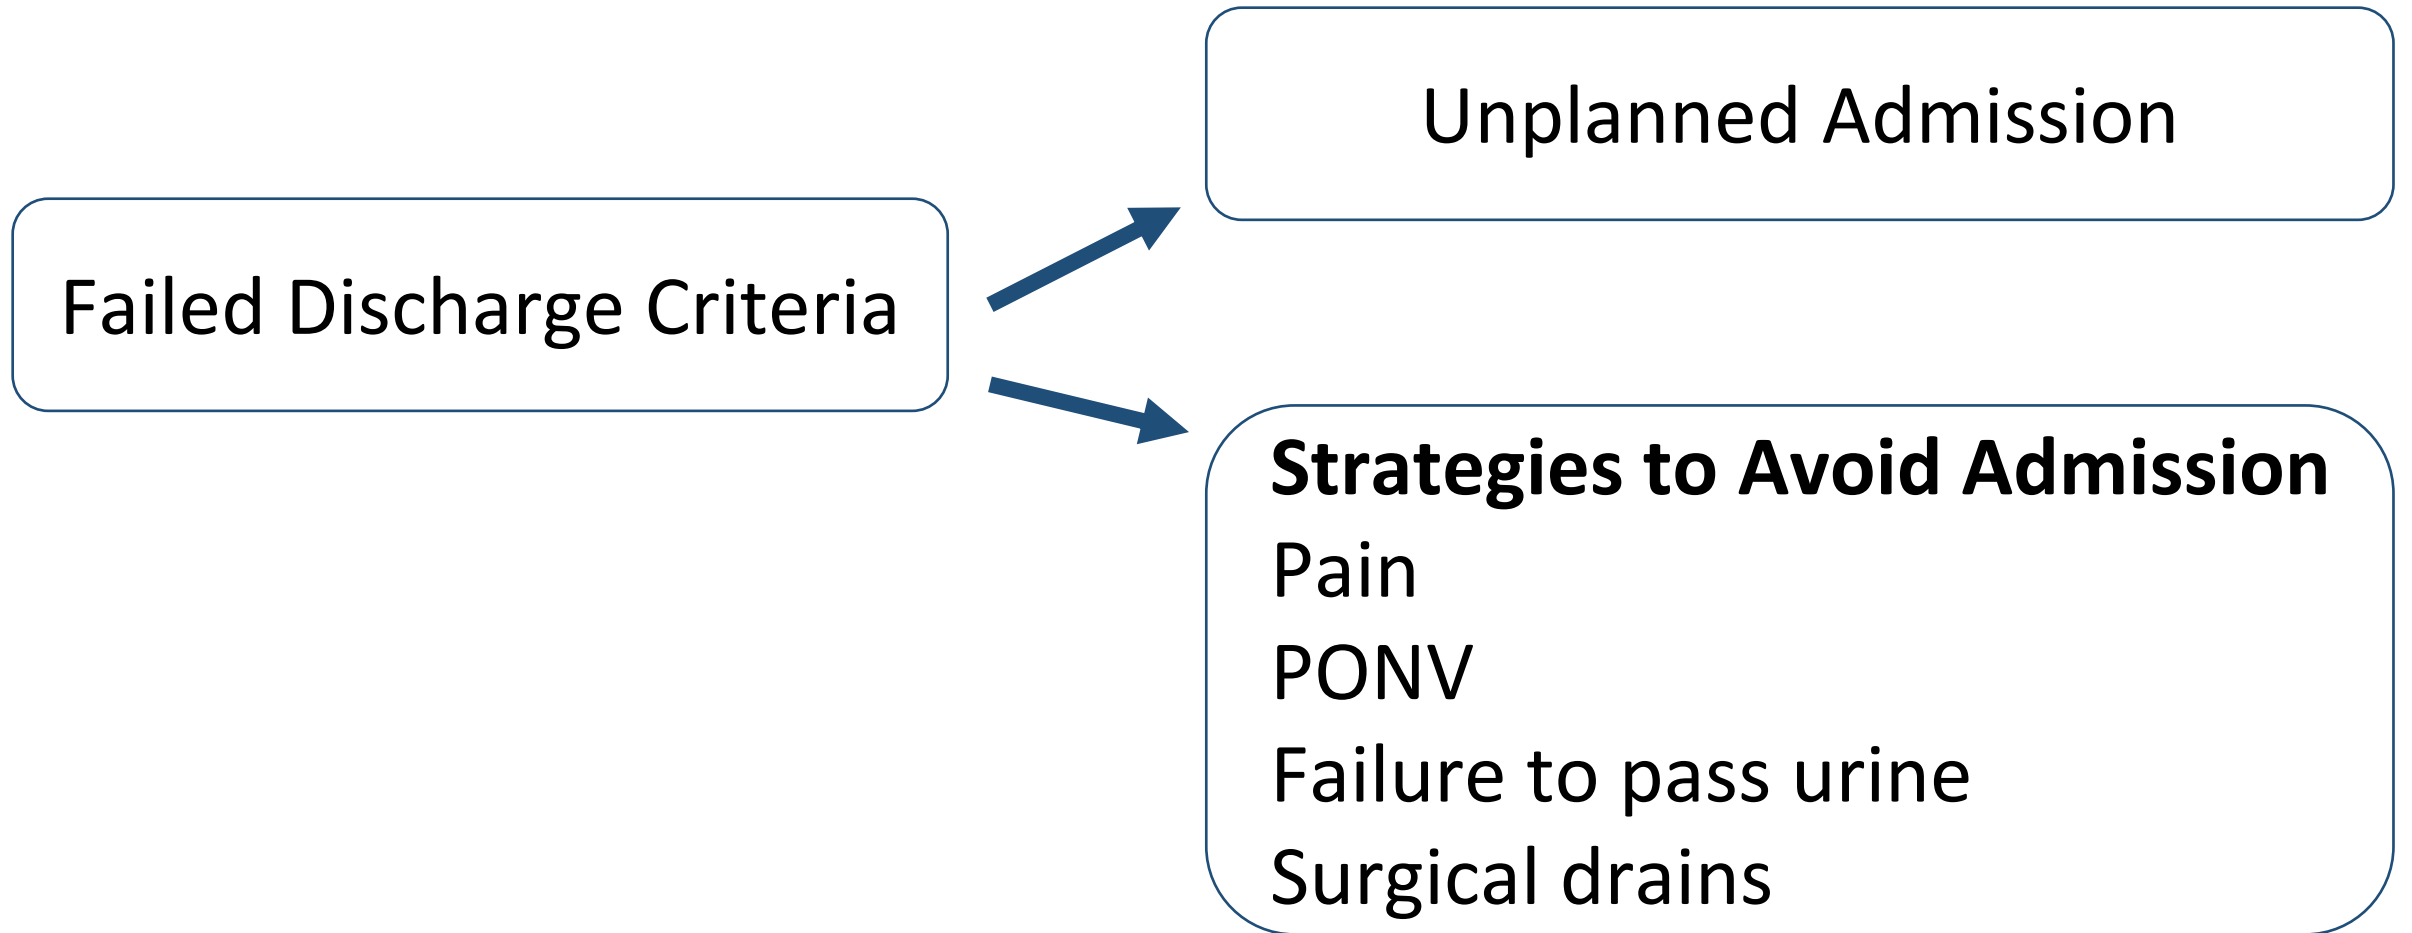 Unplanned Admission
Failed Discharge Criteria
Strategies to Avoid Admission
Pain
PONV
Failure to pass urine
Surgical drains